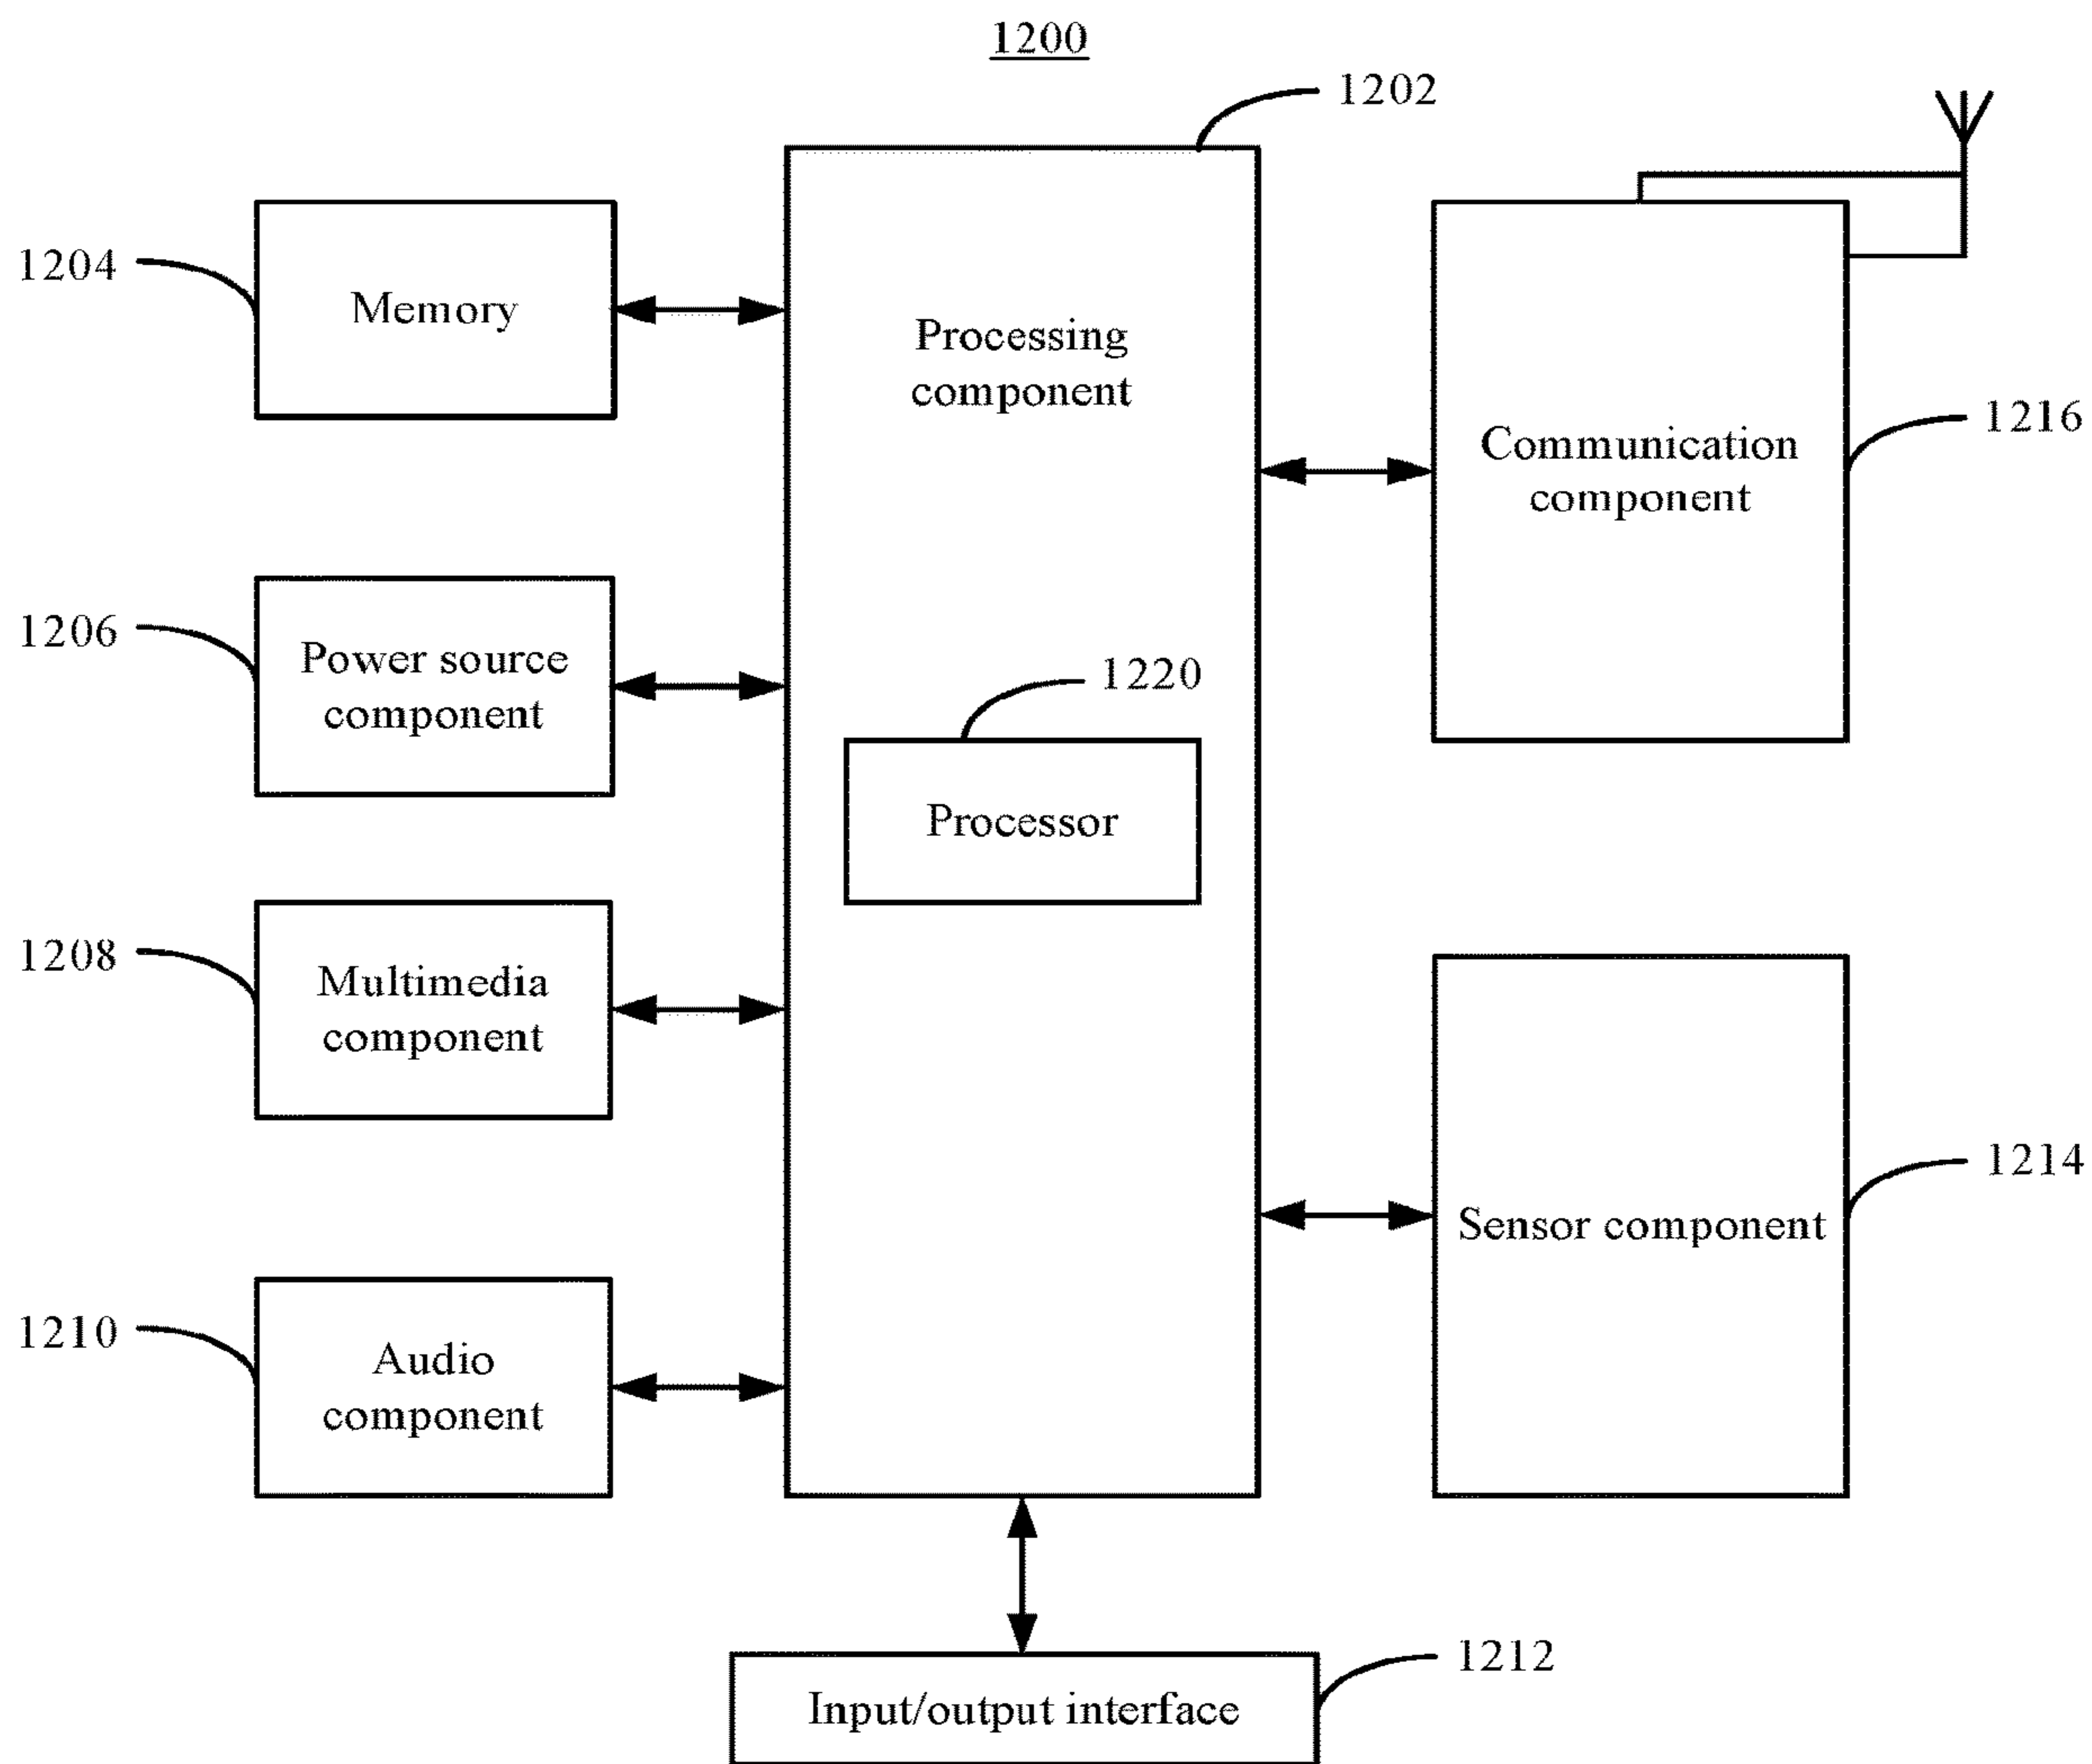 1200
1202
1204
Memory
Processing
component
Communication
component
1216
1206
Power source
component
1220
Processor
1208
Multimedia
component
1214
Sensor component
1210
Audio
component
1212
Input/output interface